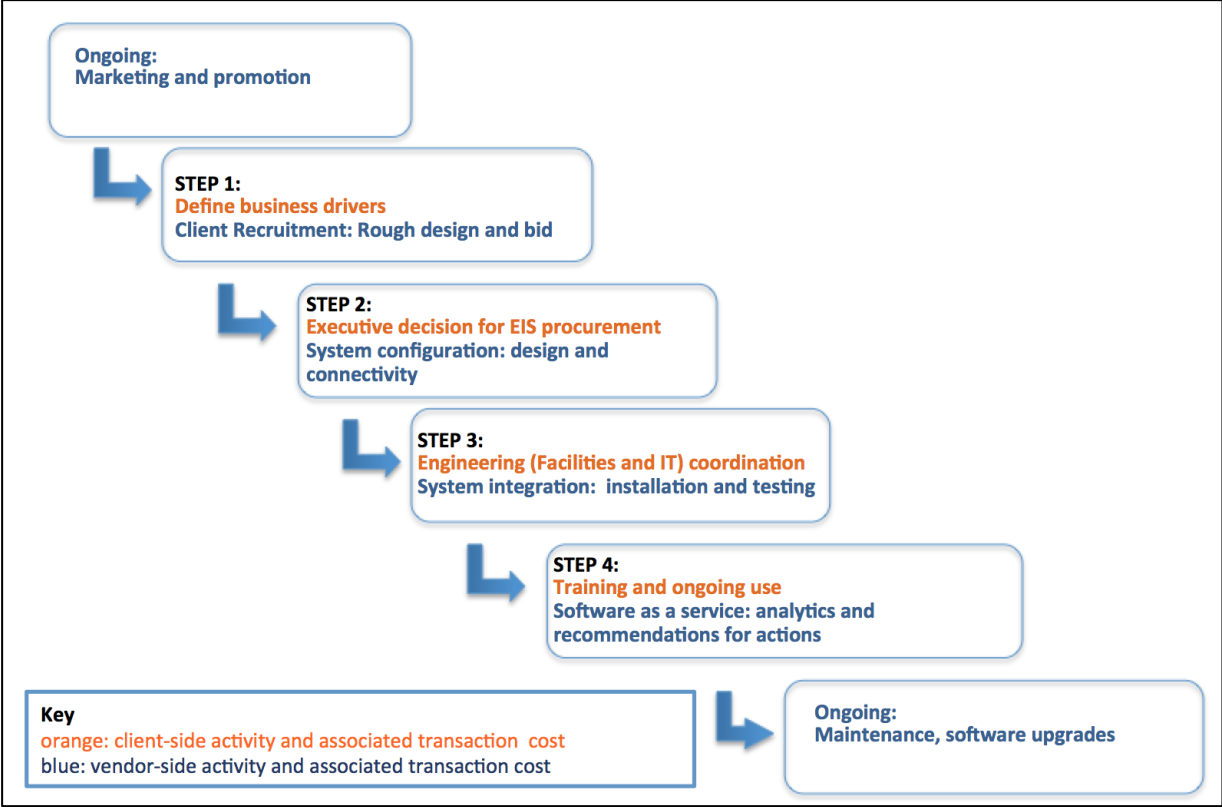 Ongoing:
Marketing and promotion
STEP 1:
Define business drivers
Client Recruitment: Rough design and bid
STEP 2:
Executive decision for EIS procurement
System configuration: design and
connectivity
STEP 3:
Engineering (Facilities and IT) coordination
System integration:  installation and testing
STEP 4:
Training and ongoing use
Software as a service: analytics and
recommendations for actions
Ongoing:
Maintenance, software upgrades
Key
orange: client-side activity and associated transaction  cost
blue: vendor-side activity and associated transaction cost